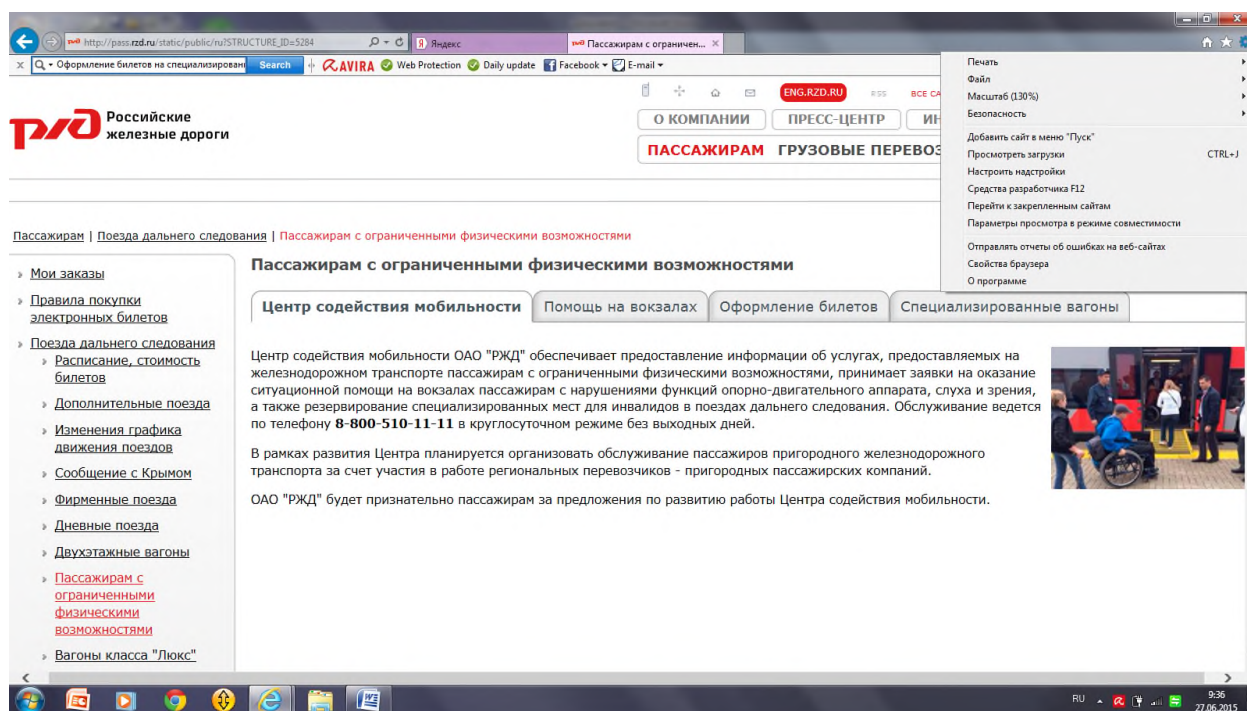 http://pass.rzd.ru/static/public/ru?STRUCTURE_ID=5284
Яндекс
Пассажирам с ограничен...
Оформление билетов на специализирован
Search
AVIRA
Web Protection
Daily update
Facebook
E-mail
Печать
Файл
Масштаб (130%)
Безопасность
Добавить сайт в меню "Пуск"
Просмотреть загрузки CTRL+J
Настроить надстройки
Средства разработчика F12
Перейти к закрепленным сайтам
Параметры просмотра в режиме совместимости
Отправлять отчеты об ошибках на веб-сайтах
Свойства браузера
О программе
ржд
Российские
железные дороги
ENG.RZD.RU
RSS
ВСЕ СА
О КОМПАНИИ
ПРЕСС-ЦЕНТР
ИН
ПАССАЖИРАМ
ГРУЗОВЫЕ ПЕРЕВОЗ
Пассажирам | Поезда дальнего следования | Пассажирам с ограниченными физическими возможностями
Мои заказы
Правила покупки
электронных билетов
Поезда дальнего следования
Расписание, стоимость
билетов
Дополнительные поезда
Изменения графика
движения поездов
Сообщение с Крымом
Фирменные поезда
Дневные поезда
Двухэтажные вагоны
Пассажирам с
ограниченными
физическими
возможностями
Вагоны класса "Люкс"
Пассажирам с ограниченными физическими возможностями
Центр содействия мобильности
Помощь на вокзалах
Оформление билетов
Специализированные вагоны
Центр содействия мобильности ОАО "РЖД" обеспечивает предоставление информации об услугах, предоставляемых на
железнодорожном транспорте пассажирам с ограниченными физическими возможностями, принимает заявки на оказание
ситуационной помощи на вокзалах пассажирам с нарушениями функций опорно-двигательного аппарата, слуха и зрения,
а также резервирование специализированных мест для инвалидов в поездах дальнего следования. Обслуживание ведется
по телефону 8-800-510-11-11 в круглосуточном режиме без выходных дней.
В рамках развития Центра планируется организовать обслуживание пассажиров пригородного железнодорожного
транспорта за счет участия в работе региональных перевозчиков - пригородных пассажирских компаний.
ОАО "РЖД" будет признательно пассажирам за предложения по развитию работы Центра содействия мобильности.
RU
9:36
27.06.2015